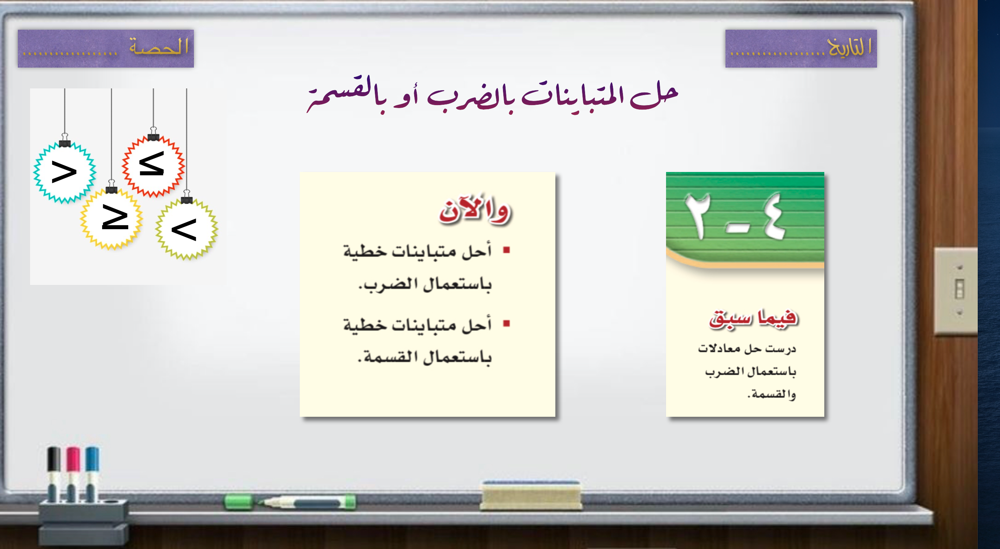 التاريخ.................
الحصة .................
حل المتباينات بالضرب أو بالقسمة
٤ - ٢
فيما سبق
درست حل معادلات
باستعمال الضرب
والقسمة.
والآن
▪ أحل متباينات خطية
باستعمال الضرب.
▪ أحل متباينات خطية
باستعمال القسمة.
>
≤
≥
<